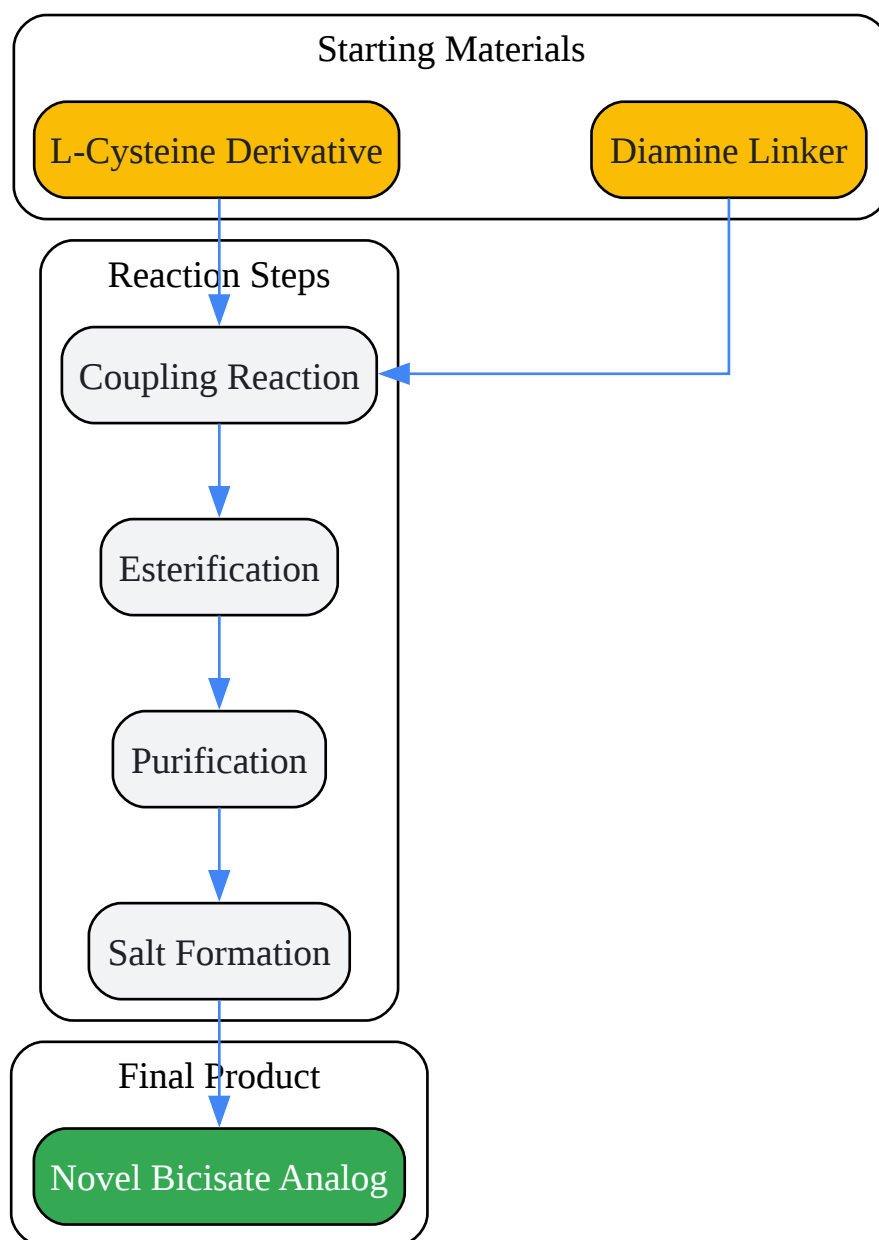 Starting Materials
L-Cysteine Derivative
Diamine Linker
Reaction Steps
Coupling Reaction
Esterification
Purification
Salt Formation
Final Product
Novel Bicisate Analog